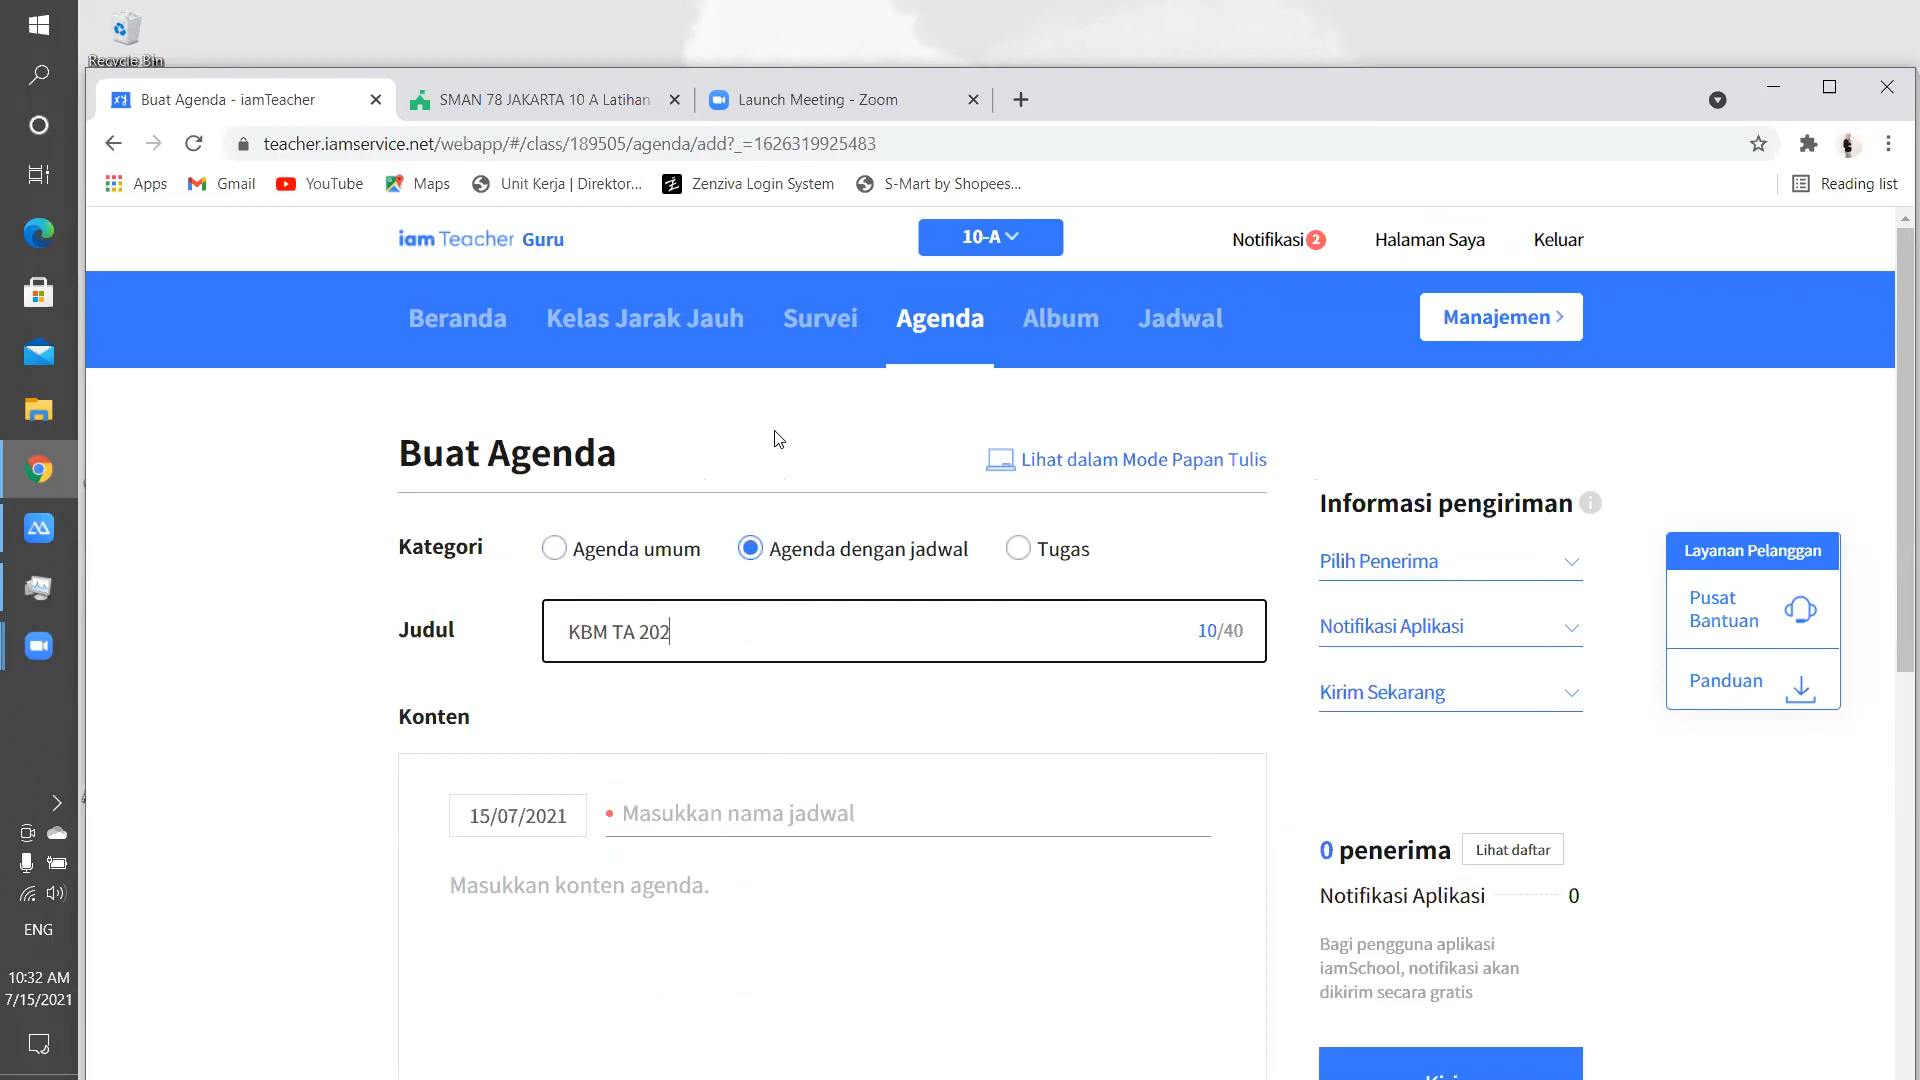 Recycle Bin
Buat Agenda - iamTeacher
SMAN 78 JAKARTA 10 A Latihan
Launch Meeting - Zoom
teacher.iamservice.net/webapp/#/class/189505/agenda/add?_=1626319925483
Apps
Gmail
YouTube
Maps
Unit Kerja | Direktor...
Zenziva Login System
S-Mart by Shopees...
Reading list
iam Teacher Guru
10-A
Notifikasi 2
Halaman Saya
Keluar
Beranda
Kelas Jarak Jauh
Survei
Agenda
Album
Jadwal
Manajemen
Buat Agenda
Lihat dalam Mode Papan Tulis
Kategori
Agenda umum
Agenda dengan jadwal
Tugas
Judul
KBM TA 202
10/40
Konten
15/07/2021
Masukkan nama jadwal
Masukkan konten agenda.
Informasi pengiriman
Pilih Penerima
Notifikasi Aplikasi
Kirim Sekarang
0 penerima
Lihat daftar
Notifikasi Aplikasi 0
Bagi pengguna aplikasi
iamSchool, notifikasi akan
dikirim secara gratis
Layanan Pelanggan
Pusat
Bantuan
Panduan
ENG
10:32 AM
7/15/2021